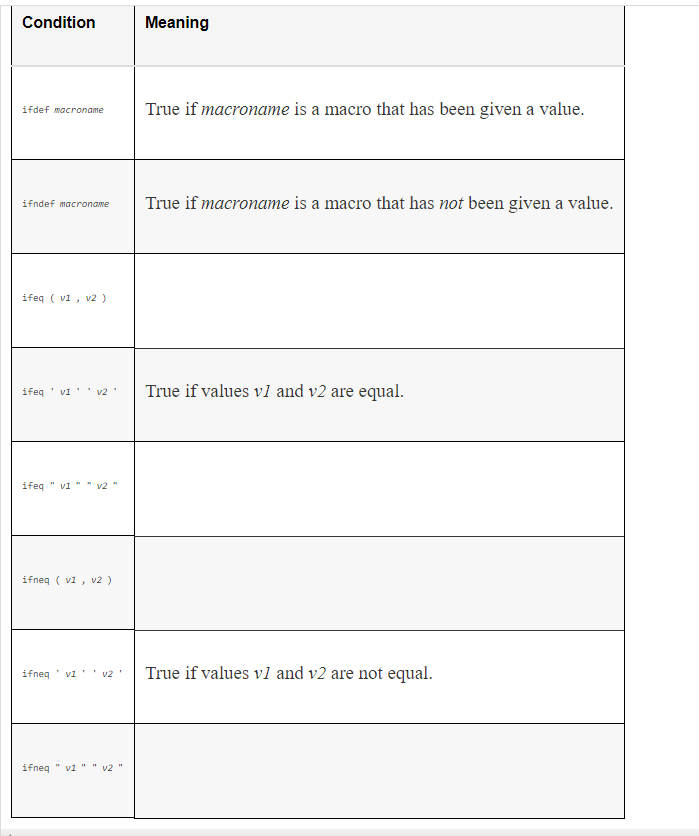 Condition Meaning
ifdef macroname True if macroname is a macro that has been given a value.
ifndef macroname True if macroname is a macro that has not been given a value.
ifeq ( v1 , v2 )
ifeq ' v1 ' ' v2 ' True if values v1 and v2 are equal.
ifeq " v1 " " v2 "
ifneq ( v1 , v2 )
ifneq ' v1 ' ' v2 ' True if values v1 and v2 are not equal.
ifneq " v1 " " v2 "